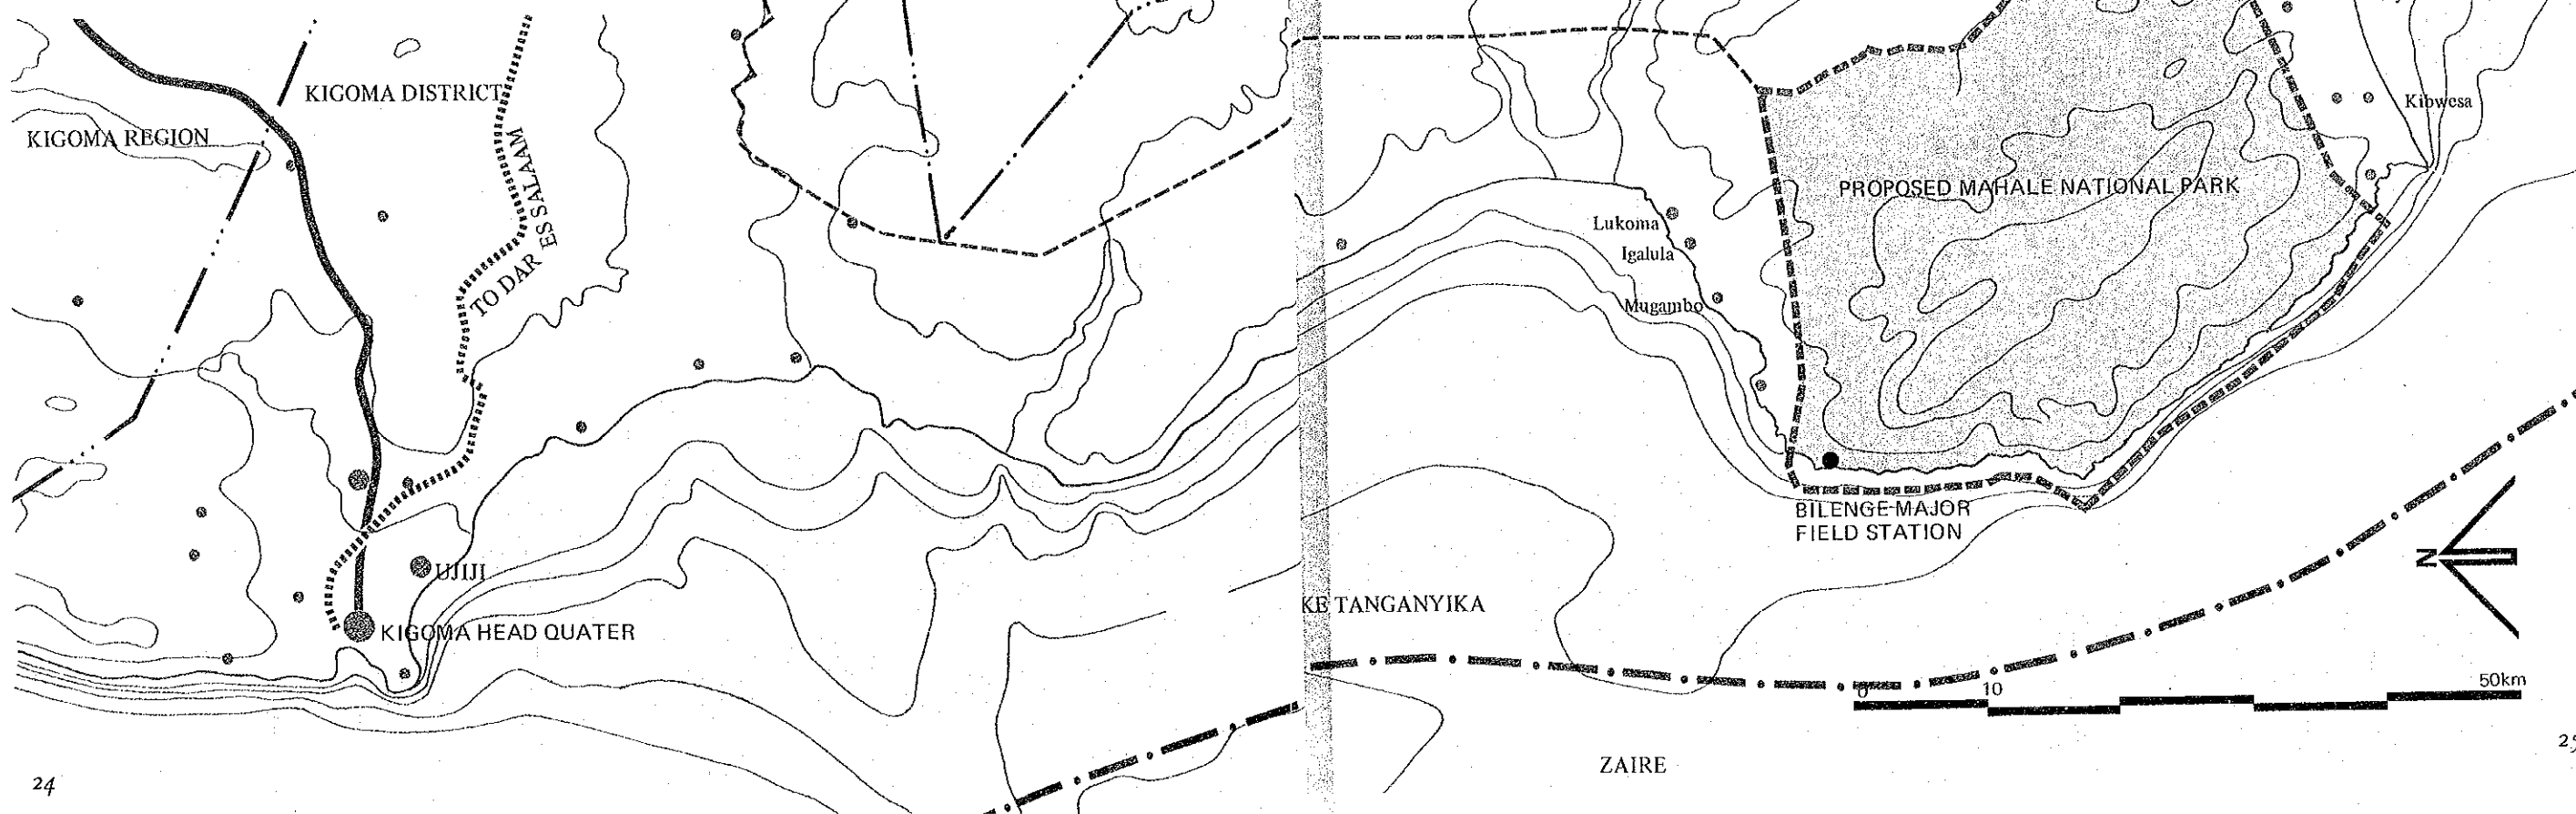 KIGOMA DISTRICT
KIGOMA REGION
TO DAR ES SALAAM
UJIJI
KIGOMA HEAD QUATER
24
Kibwesa
PROPOSED MAHALE NATIONAL PARK
Lukoma
Igalula
Mugambo
BILENGE-MAJOR
FIELD STATION
N
KE TANGANYIKA
0 10 50km
ZAIRE
25